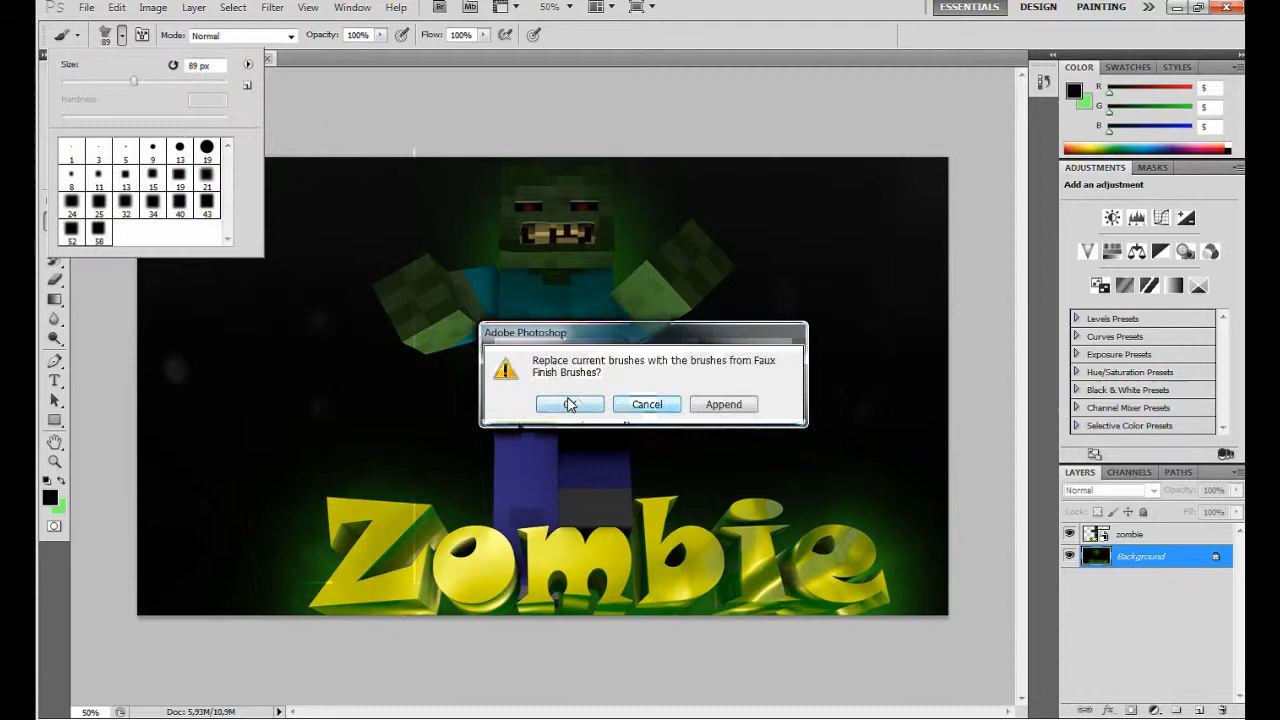 Ps File Edit Image Layer Select Filter View Window Help Br Mb 50% ESSENTIALS DESIGN PAINTING
89 Mode: Normal Opacity: 100% Flow: 100%
Size: 89 px
Hardness:
1 3 5 9 13 19
8 11 13 15 19 21
24 25 32 34 40 43
52 58
COLOR SWATCHES STYLES
R 5
G 5
B 5
ADJUSTMENTS MASKS
Add an adjustment
Levels Presets
Curves Presets
Exposure Presets
Hue/Saturation Presets
Black & White Presets
Channel Mixer Presets
Selective Color Presets
Adobe Photoshop
Replace current brushes with the brushes from Faux
Finish Brushes?
Cancel Append
Zombie
LAYERS CHANNELS PATHS
Normal Opacity: 100%
Lock: Fill: 100%
zombie
Background
50% Doc: 5,93M/10,9M